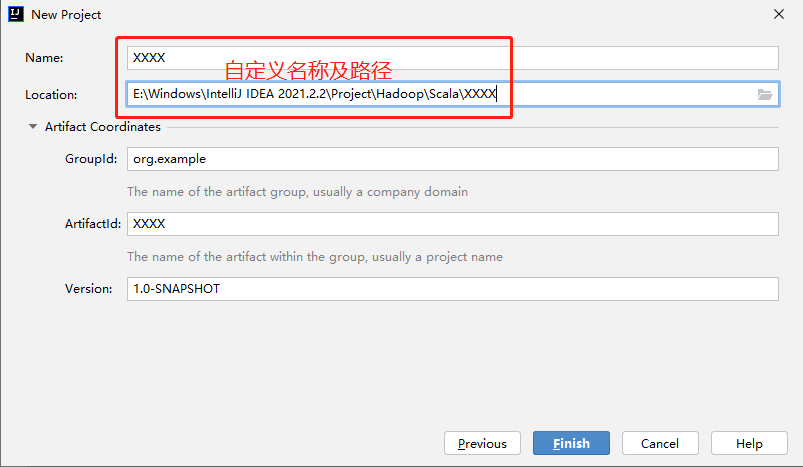 New Project
Name: XXXX
自定义名称及路径
Location: E:\Windows\IntelliJ IDEA 2021.2.2\Project\Hadoop\Scala\XXXX
Artifact Coordinates
GroupId: org.example
The name of the artifact group, usually a company domain
ArtifactId: XXXX
The name of the artifact within the group, usually a project name
Version: 1.0-SNAPSHOT
Previous Finish Cancel Help